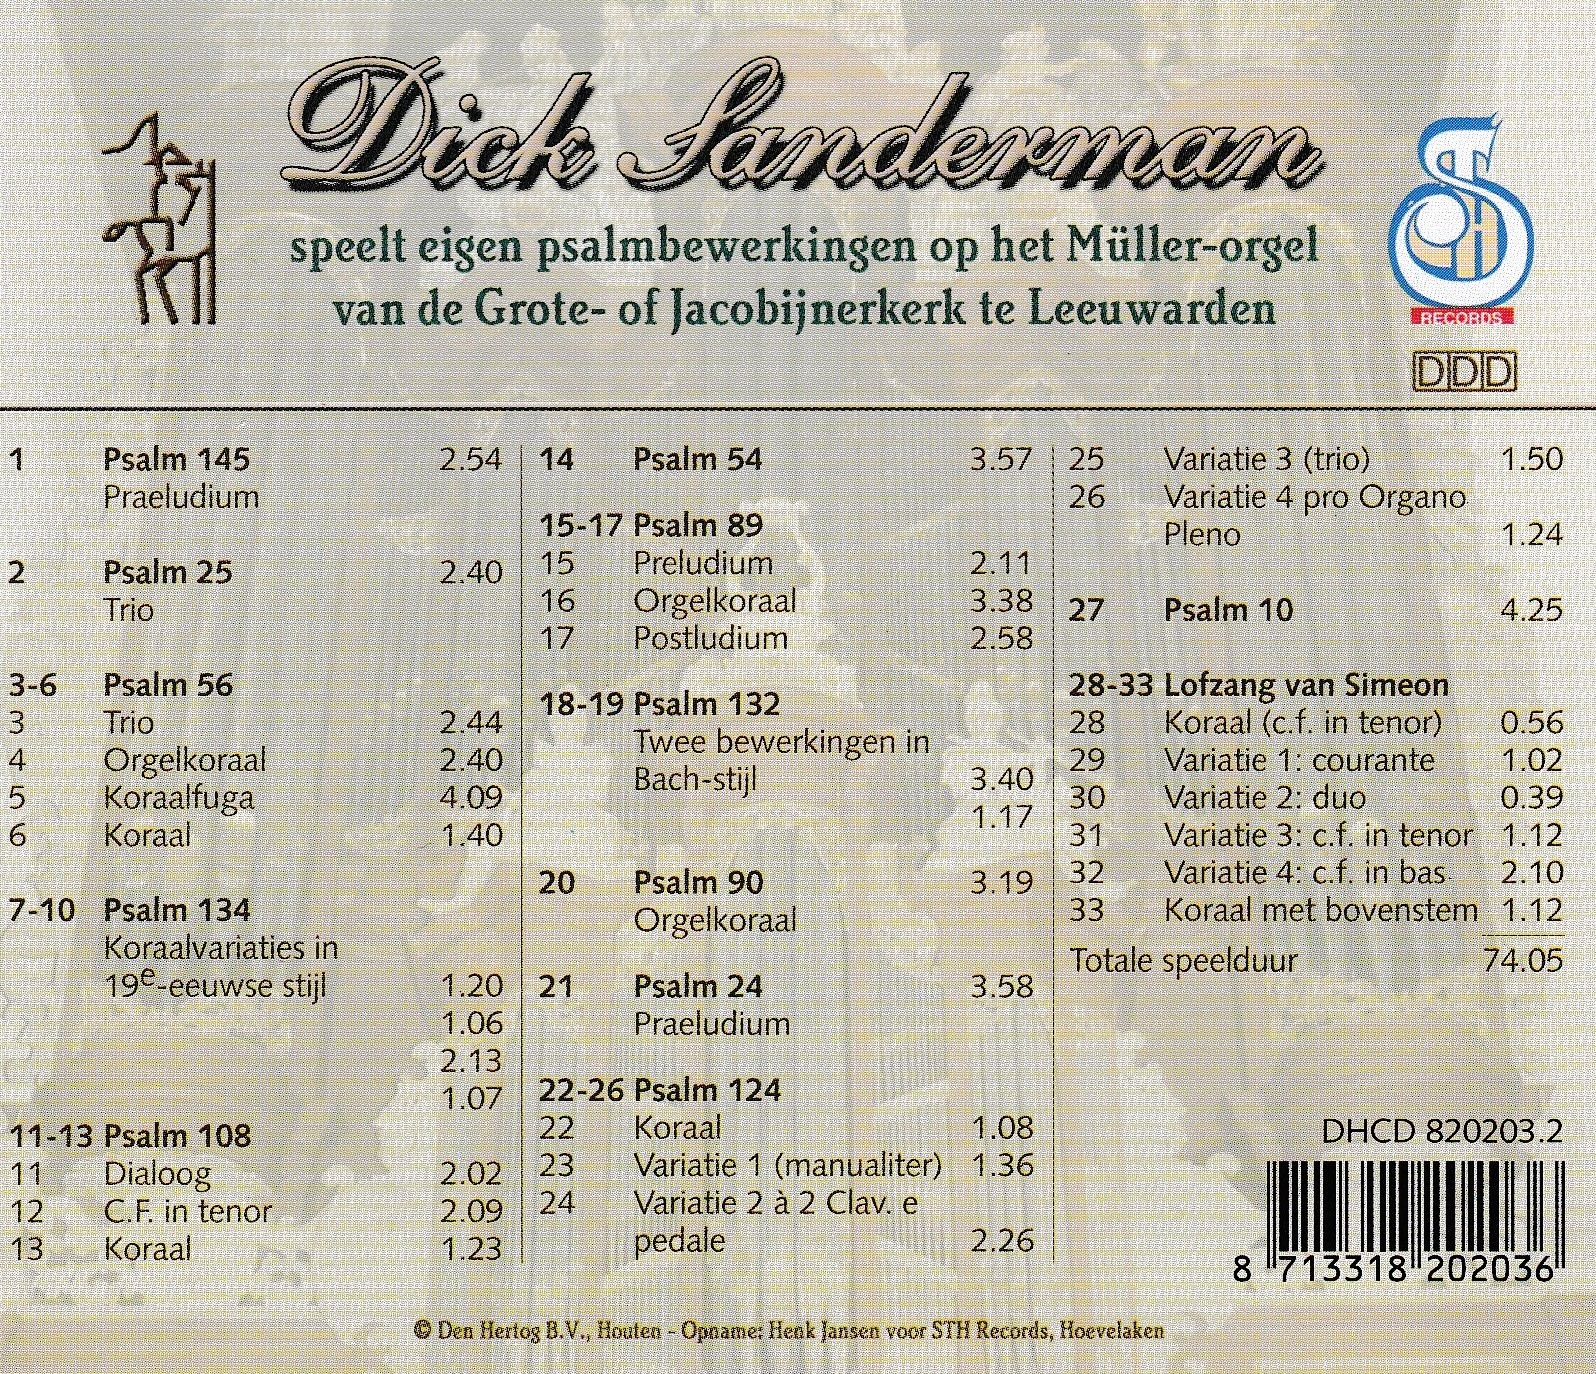 Dick Sanderman
speelt eigen psalmbewerkingen op het Müller-orgel
van de Grote- of Jacobijnerkerk te Leeuwarden
STH
RECORDS
DDD
1 Psalm 145 2.54
Praeludium
2 Psalm 25 2.40
Trio
3-6 Psalm 56
3 Trio 2.44
4 Orgelkoraal 2.40
5 Koraalfuga 4.09
6 Koraal 1.40
7-10 Psalm 134
Koraalvariaties in
19e-eeuwse stijl 1.20
1.06
2.13
1.07
11-13 Psalm 108
11 Dialoog 2.02
12 C.F. in tenor 2.09
13 Koraal 1.23
14 Psalm 54 3.57
15-17 Psalm 89
15 Preludium 2.11
16 Orgelkoraal 3.38
17 Postludium 2.58
18-19 Psalm 132
Twee bewerkingen in
Bach-stijl 3.40
1.17
20 Psalm 90 3.19
Orgelkoraal
21 Psalm 24 3.58
Praeludium
22-26 Psalm 124
22 Koraal 1.08
23 Variatie 1 (manualiter) 1.36
24 Variatie 2 à 2 Clav. e
pedale 2.26
25 Variatie 3 (trio) 1.50
26 Variatie 4 pro Organo
Pleno 1.24
27 Psalm 10 4.25
28-33 Lofzang van Simeon
28 Koraal (c.f. in tenor) 0.56
29 Variatie 1: courante 1.02
30 Variatie 2: duo 0.39
31 Variatie 3: c.f. in tenor 1.12
32 Variatie 4: c.f. in bas 2.10
33 Koraal met bovenstem 1.12
Totale speelduur 74.05
DHCD 820203.2
8 713318 202036
© Den Hertog B.V., Houten - Opname: Henk Jansen voor STH Records, Hoevelaken